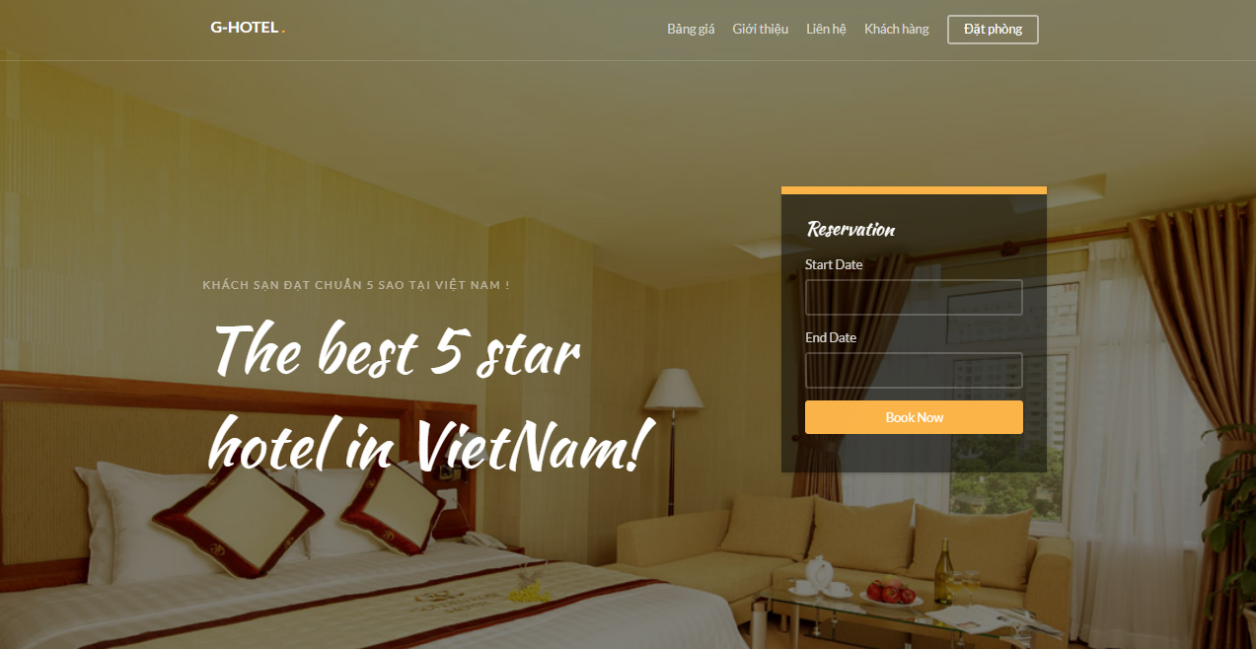 G-HOTEL .
Bảng giá
Giới thiệu
Liên hệ
Khách hàng
Đặt phòng
KHÁCH SẠN ĐẠT CHUẨN 5 SAO TẠI VIỆT NAM !
The best 5 star
hotel in VietNam!
Reservation
Start Date
End Date
Book Now